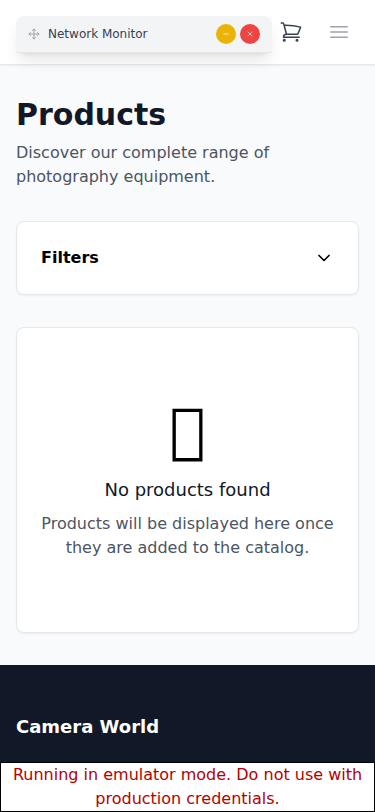 Network Monitor
Products
Discover our complete range of
photography equipment.
Filters
No products found
Products will be displayed here once
they are added to the catalog.
Camera World
Running in emulator mode. Do not use with
production credentials.